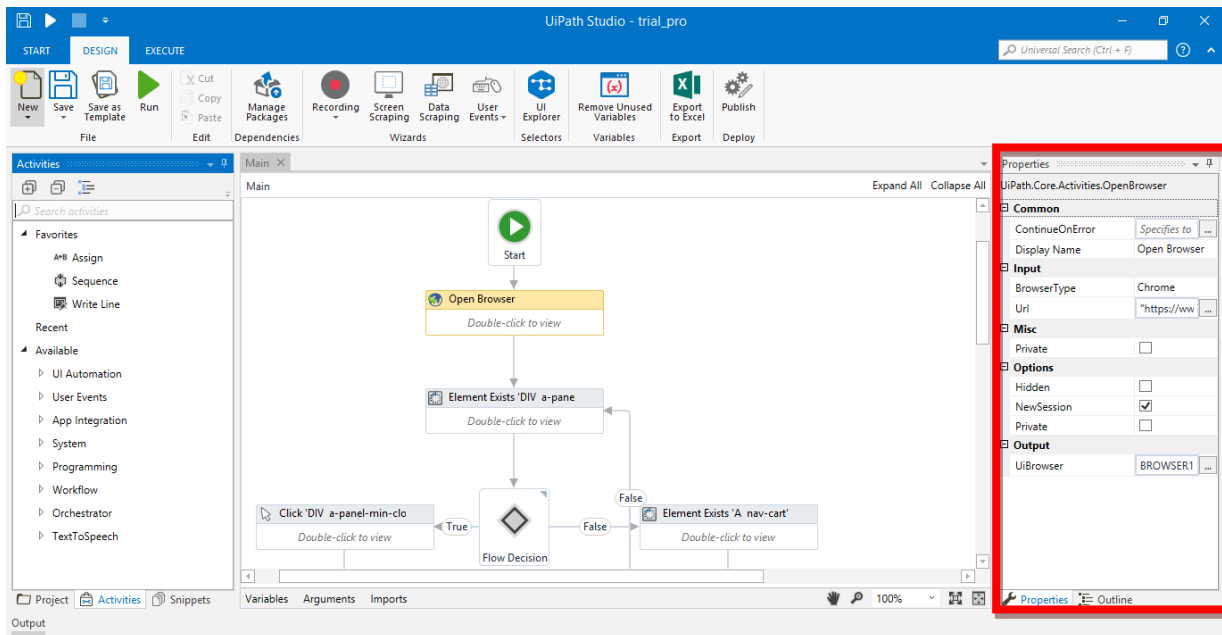 UiPath Studio - trial_pro
START DESIGN EXECUTE
Universal Search (Ctrl + F)
New Save Save as Template Run
Cut
Copy
Paste
Manage Packages Recording Screen Scraping Data Scraping User Events UI Explorer Remove Unused Variables Export to Excel Publish
File Edit Dependencies Wizards Selectors Variables Export Deploy
Activities
Search activities
Favorites
A+B Assign
Sequence
Write Line
Recent
Available
UI Automation
User Events
App Integration
System
Programming
Workflow
Orchestrator
TextToSpeech
Project Activities Snippets
Output
Main
Main Expand All Collapse All
Start
Open Browser
Double-click to view
Element Exists 'DIV a-pane
Double-click to view
False
Click 'DIV a-panel-min-clo
Double-click to view
True
False
Flow Decision
Element Exists 'A nav-cart'
Double-click to view
Variables Arguments Imports 100%
Properties
UiPath.Core.Activities.OpenBrowser
Common
ContinueOnError Specifies to ...
Display Name Open Browser
Input
BrowserType Chrome
Url "https://ww ...
Misc
Private
Options
Hidden
NewSession
Private
Output
UiBrowser BROWSER1 ...
Properties Outline